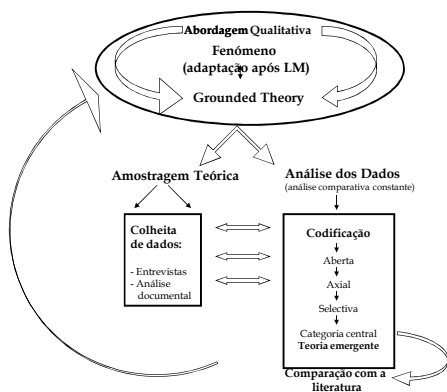 Abordagem Qualitativa
Fenómeno
(adaptação após LM)
Grounded Theory
Amostragem Teórica
Análise dos Dados
(análise comparativa constante)
Colheita
de dados:
- Entrevistas
- Análise
documental
Codificação
Aberta
Axial
Selectiva
Categoria central
Teoria emergente
Comparação com a
literatura